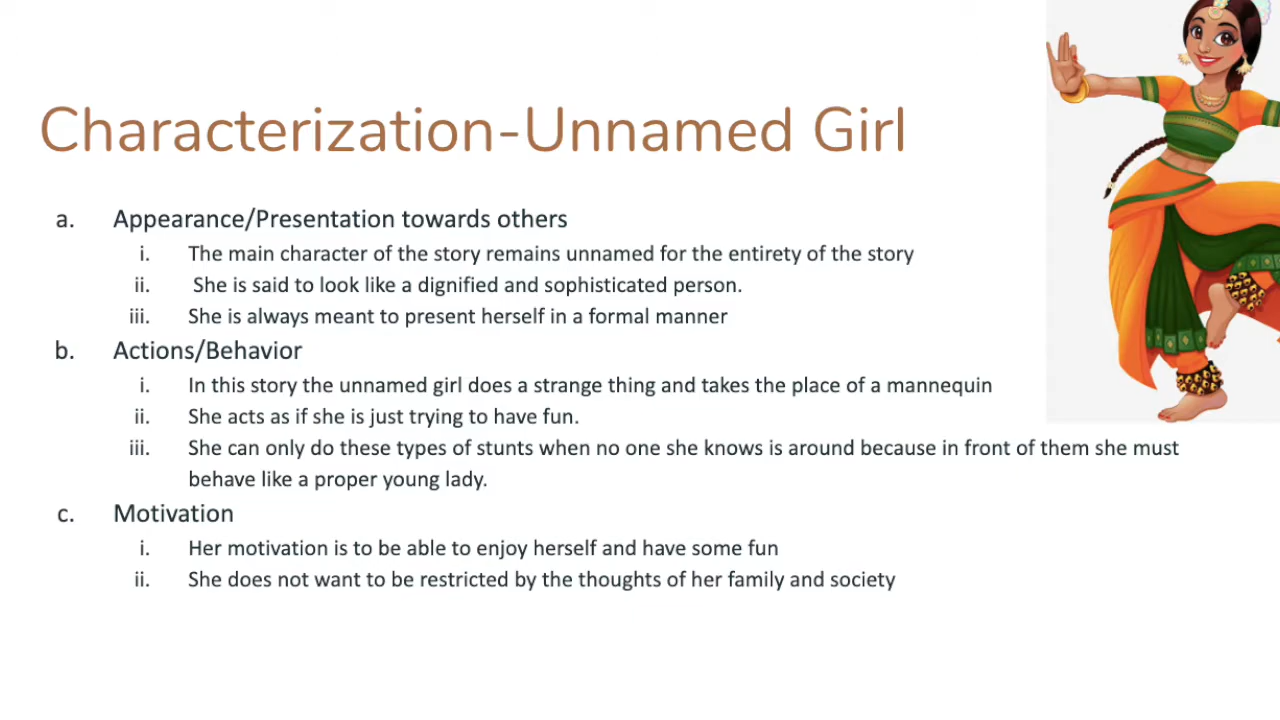 Characterization-Unnamed Girl
a. Appearance/Presentation towards others
i. The main character of the story remains unnamed for the entirety of the story
ii. She is said to look like a dignified and sophisticated person.
iii. She is always meant to present herself in a formal manner
b. Actions/Behavior
i. In this story the unnamed girl does a strange thing and takes the place of a mannequin
ii. She acts as if she is just trying to have fun.
iii. She can only do these types of stunts when no one she knows is around because in front of them she must
behave like a proper young lady.
c. Motivation
i. Her motivation is to be able to enjoy herself and have some fun
ii. She does not want to be restricted by the thoughts of her family and society